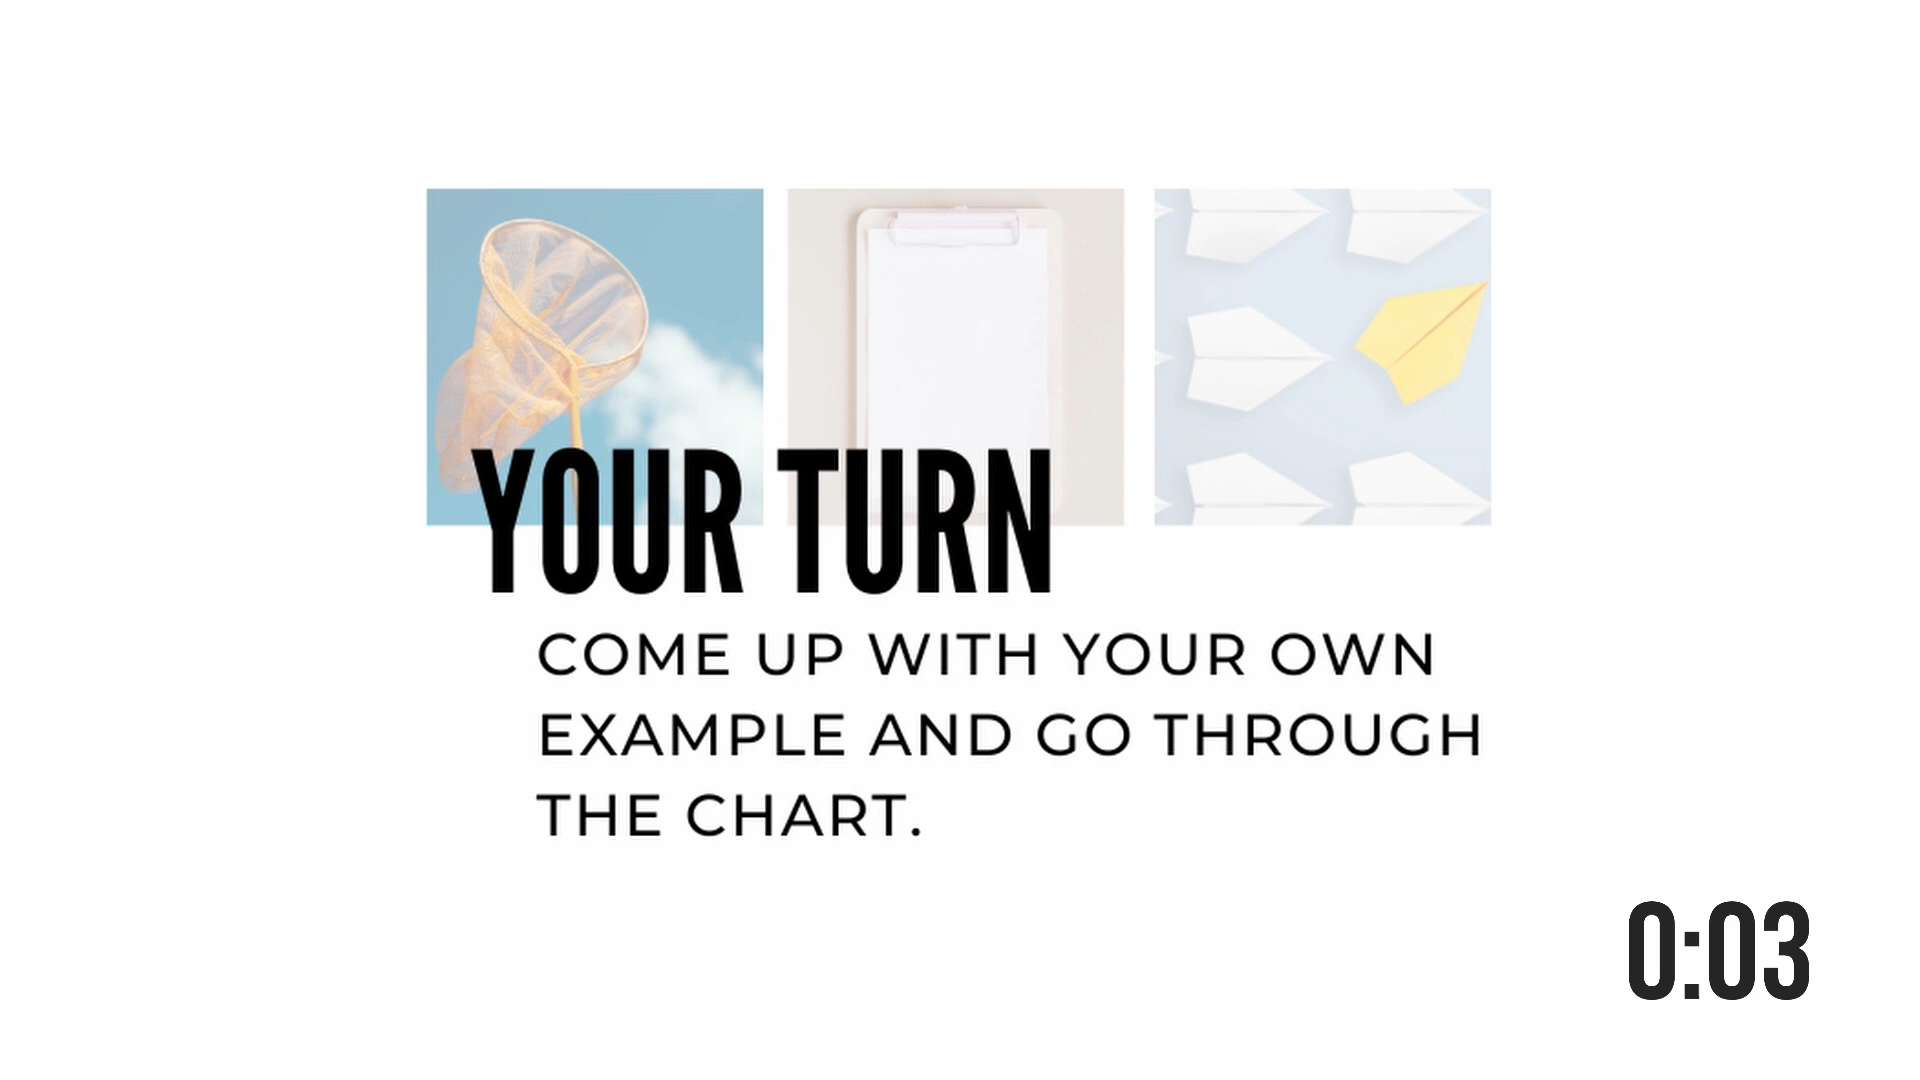 YOUR TURN
COME UP WITH YOUR OWN
EXAMPLE AND GO THROUGH
THE CHART.
0:03